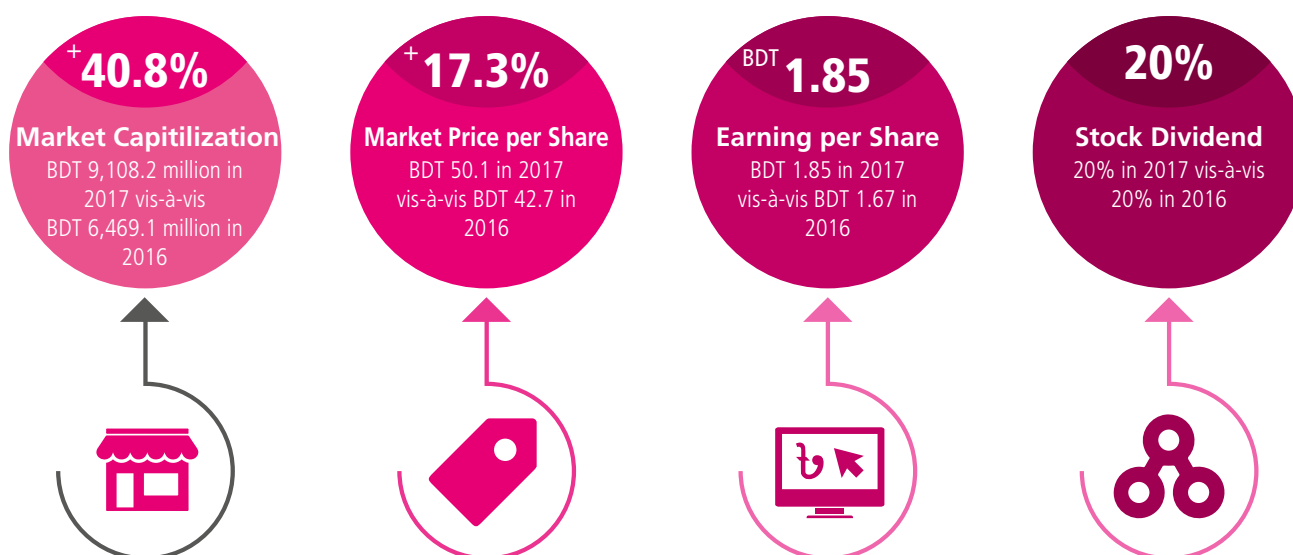 +40.8%
Market Capitilization
BDT 9,108.2 million in
2017 vis-à-vis
BDT 6,469.1 million in
2016
+17.3%
Market Price per Share
BDT 50.1 in 2017
vis-à-vis BDT 42.7 in
2016
BDT 1.85
Earning per Share
BDT 1.85 in 2017
vis-à-vis BDT 1.67 in
2016
20%
Stock Dividend
20% in 2017 vis-à-vis
20% in 2016
৳